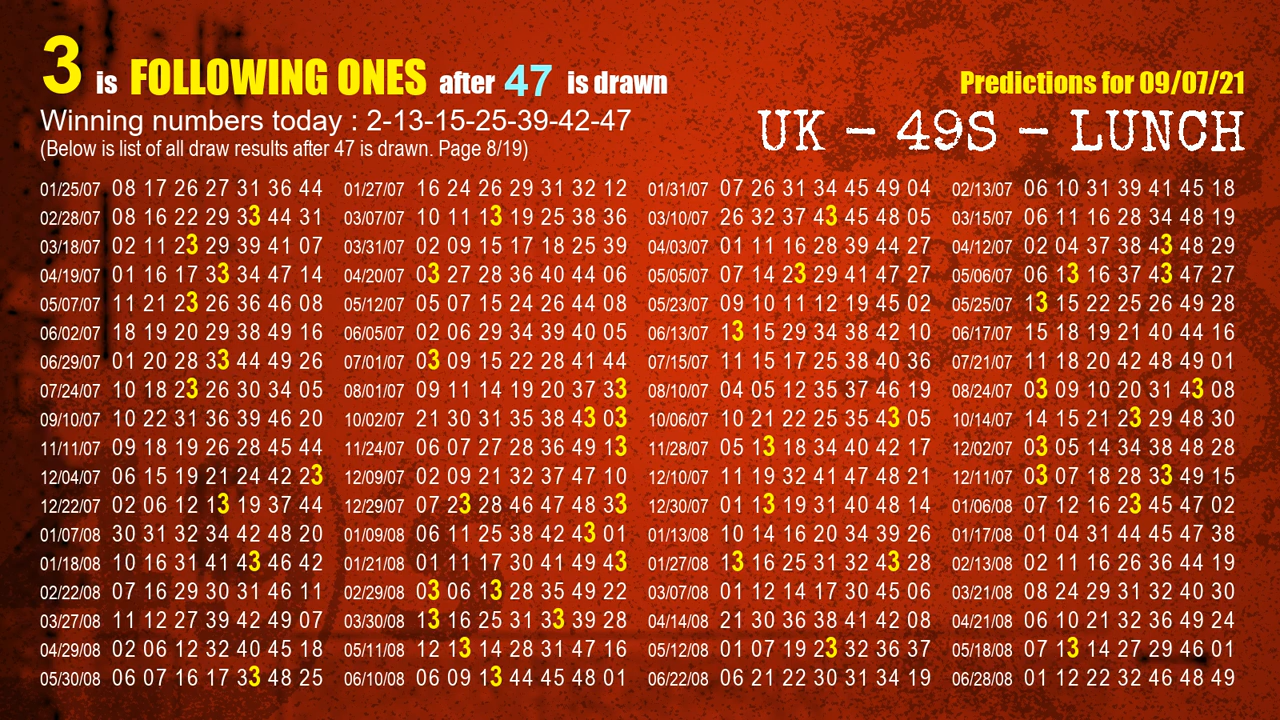 3 is FOLLOWING ONES after 47 is drawn
Predictions for 09/07/21
Winning numbers today : 2-13-15-25-39-42-47
UK - 49S - LUNCH
(Below is list of all draw results after 47 is drawn. Page 8/19)
01/25/07 08 17 26 27 31 36 44 01/27/07 16 24 26 29 31 32 12 01/31/07 07 26 31 34 45 49 04 02/13/07 06 10 31 39 41 45 18
02/28/07 08 16 22 29 33 44 31 03/07/07 10 11 13 19 25 38 36 03/10/07 26 32 37 43 45 48 05 03/15/07 06 11 16 28 34 48 19
03/18/07 02 11 23 29 39 41 07 03/31/07 02 09 15 17 18 25 39 04/03/07 01 11 16 28 39 44 27 04/12/07 02 04 37 38 43 48 29
04/19/07 01 16 17 33 34 47 14 04/20/07 03 27 28 36 40 44 06 05/05/07 07 14 23 29 41 47 27 05/06/07 06 13 16 37 43 47 27
05/07/07 11 21 23 26 36 46 08 05/12/07 05 07 15 24 26 44 08 05/23/07 09 10 11 12 19 45 02 05/25/07 13 15 22 25 26 49 28
06/02/07 18 19 20 29 38 49 16 06/05/07 02 06 29 34 39 40 05 06/13/07 13 15 29 34 38 42 10 06/17/07 15 18 19 21 40 44 16
06/29/07 01 20 28 33 44 49 26 07/01/07 03 09 15 22 28 41 44 07/15/07 11 15 17 25 38 40 36 07/21/07 11 18 20 42 48 49 01
07/24/07 10 18 23 26 30 34 05 08/01/07 09 11 14 19 20 37 33 08/10/07 04 05 12 35 37 46 19 08/24/07 03 09 10 20 31 43 08
09/10/07 10 22 31 36 39 46 20 10/02/07 21 30 31 35 38 43 03 10/06/07 10 21 22 25 35 43 05 10/14/07 14 15 21 23 29 48 30
11/11/07 09 18 19 26 28 45 44 11/24/07 06 07 27 28 36 49 13 11/28/07 05 13 18 34 40 42 17 12/02/07 03 05 14 34 38 48 28
12/04/07 06 15 19 21 24 42 23 12/09/07 02 09 21 32 37 47 10 12/10/07 11 19 32 41 47 48 21 12/11/07 03 07 18 28 33 49 15
12/22/07 02 06 12 13 19 37 44 12/29/07 07 23 28 46 47 48 33 12/30/07 01 13 19 31 40 48 14 01/06/08 07 12 16 23 45 47 02
01/07/08 30 31 32 34 42 48 20 01/09/08 06 11 25 38 42 43 01 01/13/08 10 14 16 20 34 39 26 01/17/08 01 04 31 44 45 47 38
01/18/08 10 16 31 41 43 46 42 01/21/08 01 11 17 30 41 49 43 01/27/08 13 16 25 31 32 43 28 02/13/08 02 11 26 44 16 26 19
02/22/08 07 16 29 30 31 46 11 02/29/08 03 06 13 28 35 49 22 03/07/08 01 12 14 17 30 45 06 03/21/08 08 24 29 31 32 40 30
03/27/08 11 12 27 39 42 49 07 03/30/08 13 16 25 31 33 39 28 04/14/08 21 30 36 38 41 42 08 04/21/08 06 10 21 32 36 49 24
04/29/08 02 06 12 32 40 45 18 05/11/08 12 13 14 28 31 47 16 05/12/08 01 07 19 23 32 36 37 05/18/08 07 13 14 27 29 46 01
05/30/08 06 07 16 17 33 48 25 06/10/08 06 09 13 44 45 48 01 06/22/08 06 21 22 30 31 34 19 06/28/08 01 12 22 32 46 48 49